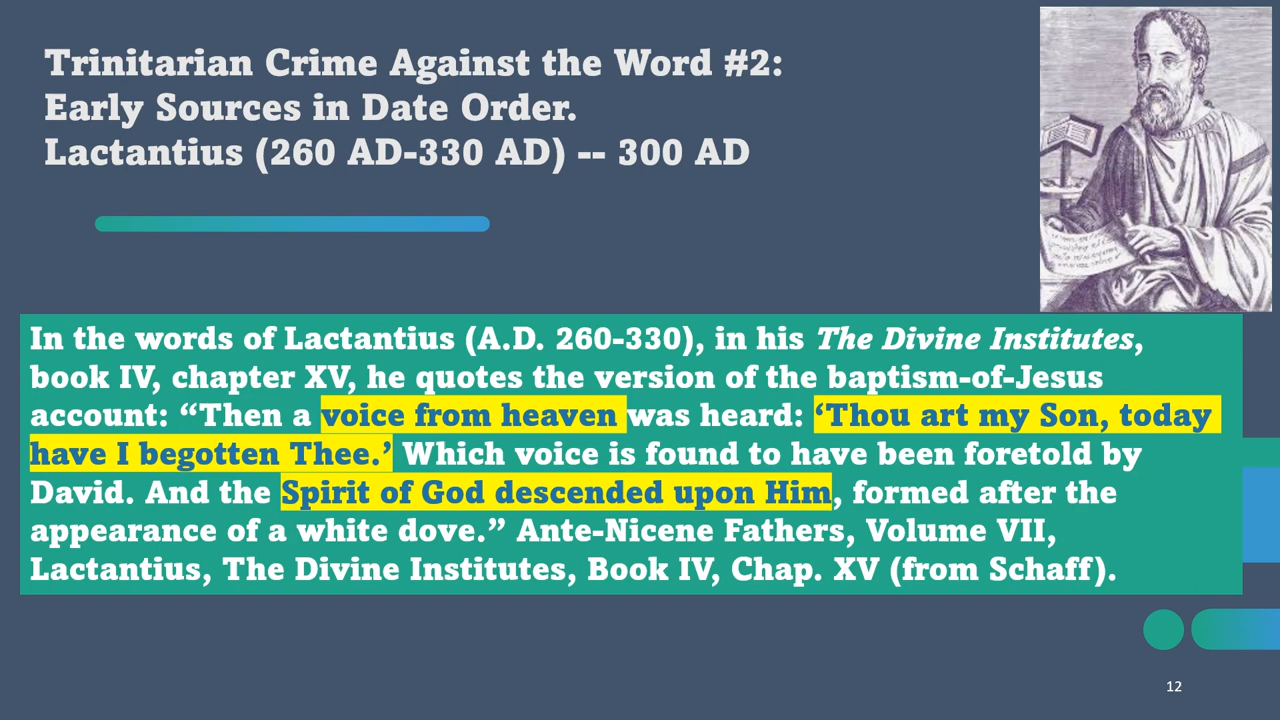 Trinitarian Crime Against the Word #2:
Early Sources in Date Order.
Lactantius (260 AD-330 AD) -- 300 AD
In the words of Lactantius (A.D. 260-330), in his The Divine Institutes,
book IV, chapter XV, he quotes the version of the baptism-of-Jesus
account: “Then a voice from heaven was heard: ‘Thou art my Son, today
have I begotten Thee.’ Which voice is found to have been foretold by
David. And the Spirit of God descended upon Him, formed after the
appearance of a white dove.” Ante-Nicene Fathers, Volume VII,
Lactantius, The Divine Institutes, Book IV, Chap. XV (from Schaff).
12